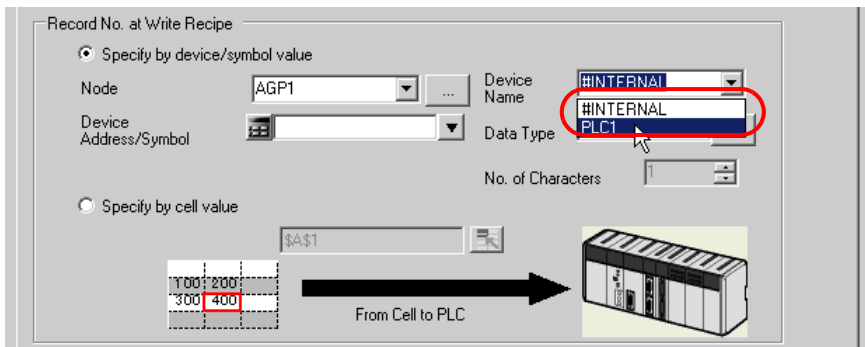 Record No. at Write Recipe
Specify by device/symbol value
Node
AGP1
...
Device
Name
#INTERNAL
#INTERNAL
PLC1
Device
Address/Symbol
Data Type
No. of Characters
1
Specify by cell value
$A$1
100 200
300 400
From Cell to PLC